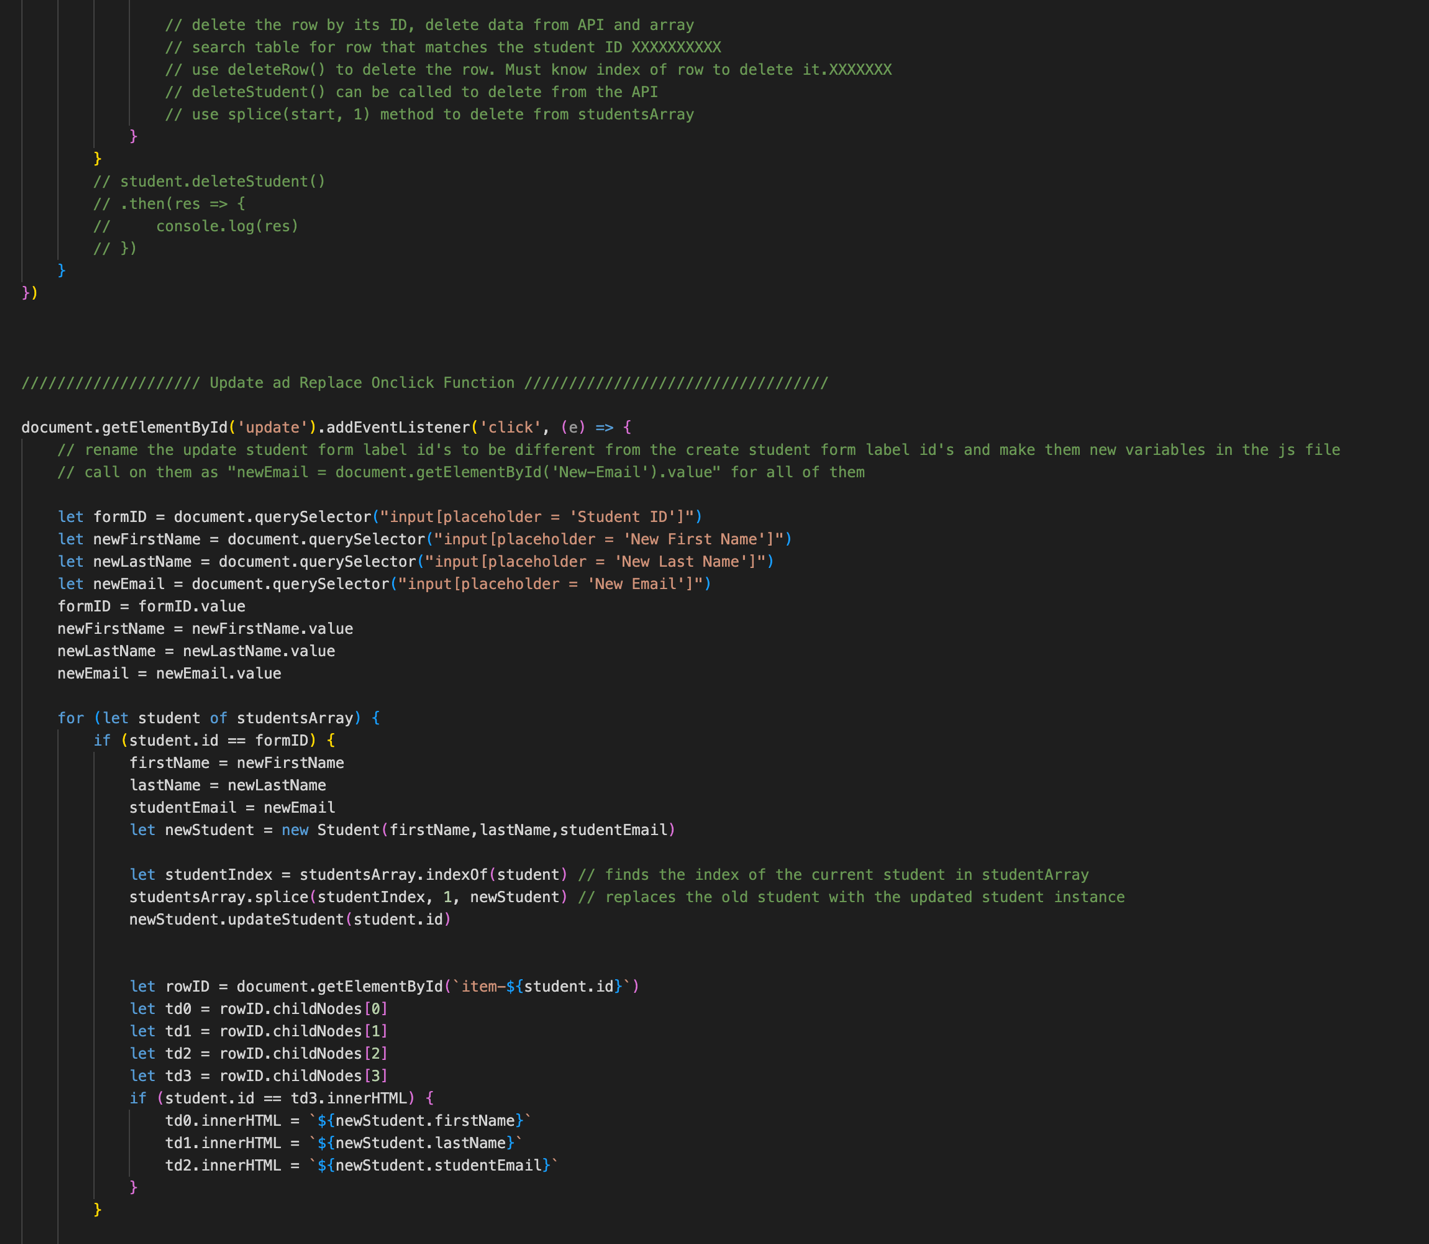 // delete the row by its ID, delete data from API and array
// search table for row that matches the student ID XXXXXXXXXX
// use deleteRow() to delete the row. Must know index of row to delete it.XXXXXXX
// deleteStudent() can be called to delete from the API
// use splice(start, 1) method to delete from studentsArray
}
}
// student.deleteStudent()
// .then(res => {
//     console.log(res)
// })
}
})
//////////////////// Update ad Replace Onclick Function //////////////////////////////////
document.getElementById('update').addEventListener('click', (e) => {
// rename the update student form label id's to be different from the create student form label id's and make them new variables in the js file
// call on them as "newEmail = document.getElementById('New-Email').value" for all of them
let formID = document.querySelector("input[placeholder = 'Student ID']")
let newFirstName = document.querySelector("input[placeholder = 'New First Name']")
let newLastName = document.querySelector("input[placeholder = 'New Last Name']")
let newEmail = document.querySelector("input[placeholder = 'New Email']")
formID = formID.value
newFirstName = newFirstName.value
newLastName = newLastName.value
newEmail = newEmail.value
for (let student of studentsArray) {
if (student.id == formID) {
firstName = newFirstName
lastName = newLastName
studentEmail = newEmail
let newStudent = new Student(firstName,lastName,studentEmail)
let studentIndex = studentsArray.indexOf(student) // finds the index of the current student in studentArray
studentsArray.splice(studentIndex, 1, newStudent) // replaces the old student with the updated student instance
newStudent.updateStudent(student.id)
let rowID = document.getElementById(`item-${student.id}`)
let td0 = rowID.childNodes[0]
let td1 = rowID.childNodes[1]
let td2 = rowID.childNodes[2]
let td3 = rowID.childNodes[3]
if (student.id == td3.innerHTML) {
td0.innerHTML = `${newStudent.firstName}`
td1.innerHTML = `${newStudent.lastName}`
td2.innerHTML = `${newStudent.studentEmail}`
}
}